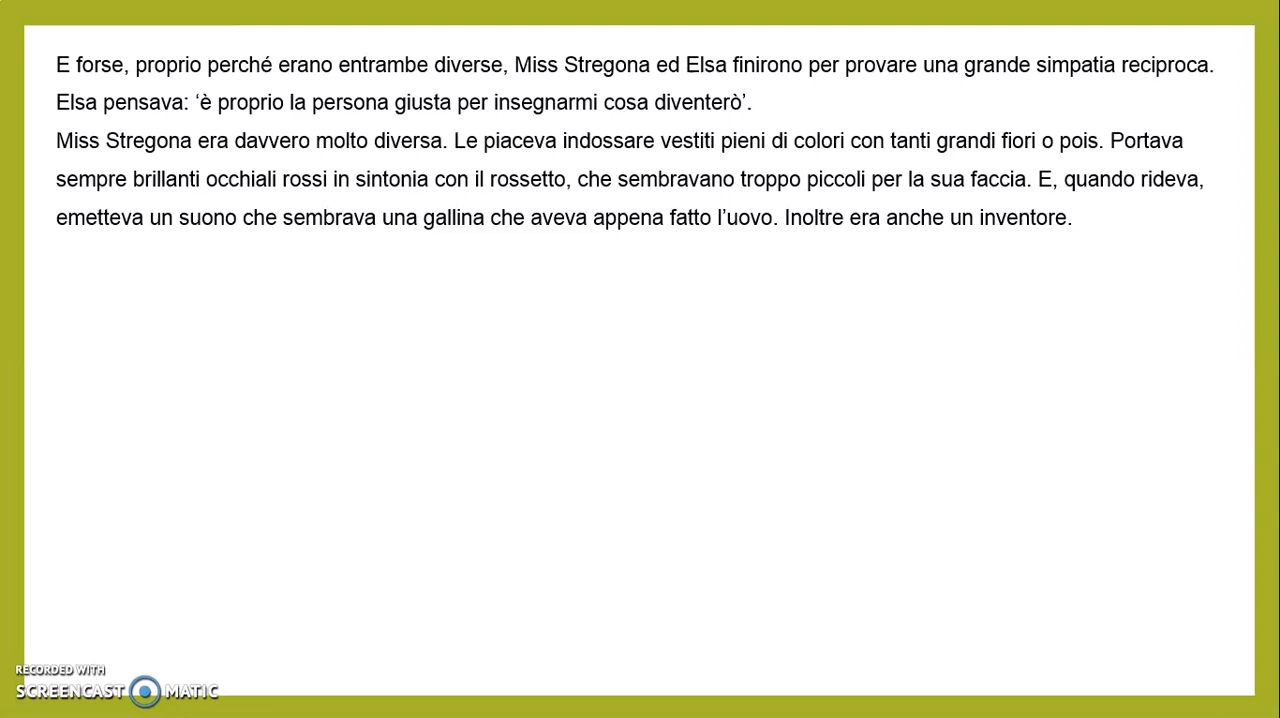 E forse, proprio perché erano entrambe diverse, Miss Stregona ed Elsa finirono per provare una grande simpatia reciproca.
Elsa pensava: ‘è proprio la persona giusta per insegnarmi cosa diventerò’.
Miss Stregona era davvero molto diversa. Le piaceva indossare vestiti pieni di colori con tanti grandi fiori o pois. Portava
sempre brillanti occhiali rossi in sintonia con il rossetto, che sembravano troppo piccoli per la sua faccia. E, quando rideva,
emetteva un suono che sembrava una gallina che aveva appena fatto l’uovo. Inoltre era anche un inventore.
RECORDED WITH
SCREENCAST MATIC